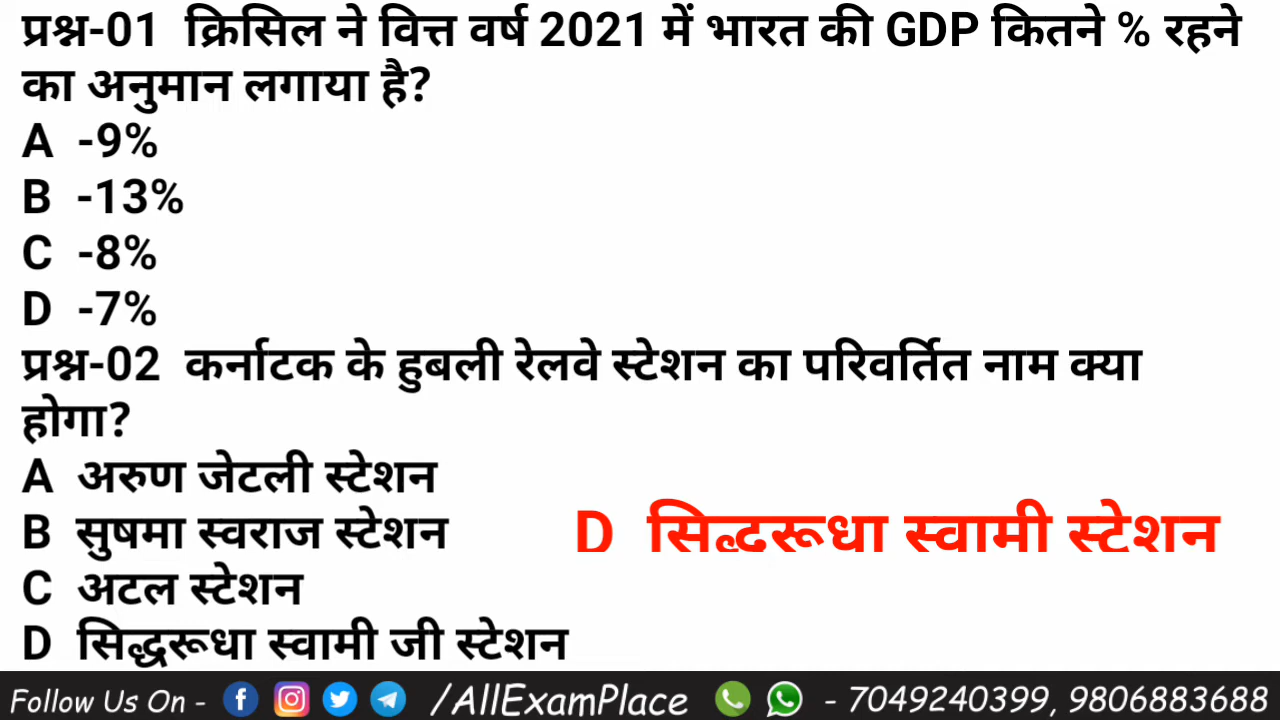 प्रश्न-01 क्रिसिल ने वित्त वर्ष 2021 में भारत की GDP कितने % रहने
का अनुमान लगाया है?
A -9%
B -13%
C -8%
D -7%
प्रश्न-02 कर्नाटक के हुबली रेलवे स्टेशन का परिवर्तित नाम क्या
होगा?
A अरुण जेटली स्टेशन
B सुषमा स्वराज स्टेशन
D सिद्धरूधा स्वामी स्टेशन
C अटल स्टेशन
D सिद्धरूधा स्वामी जी स्टेशन
Follow Us On - /AllExamPlace - 7049240399, 9806883688